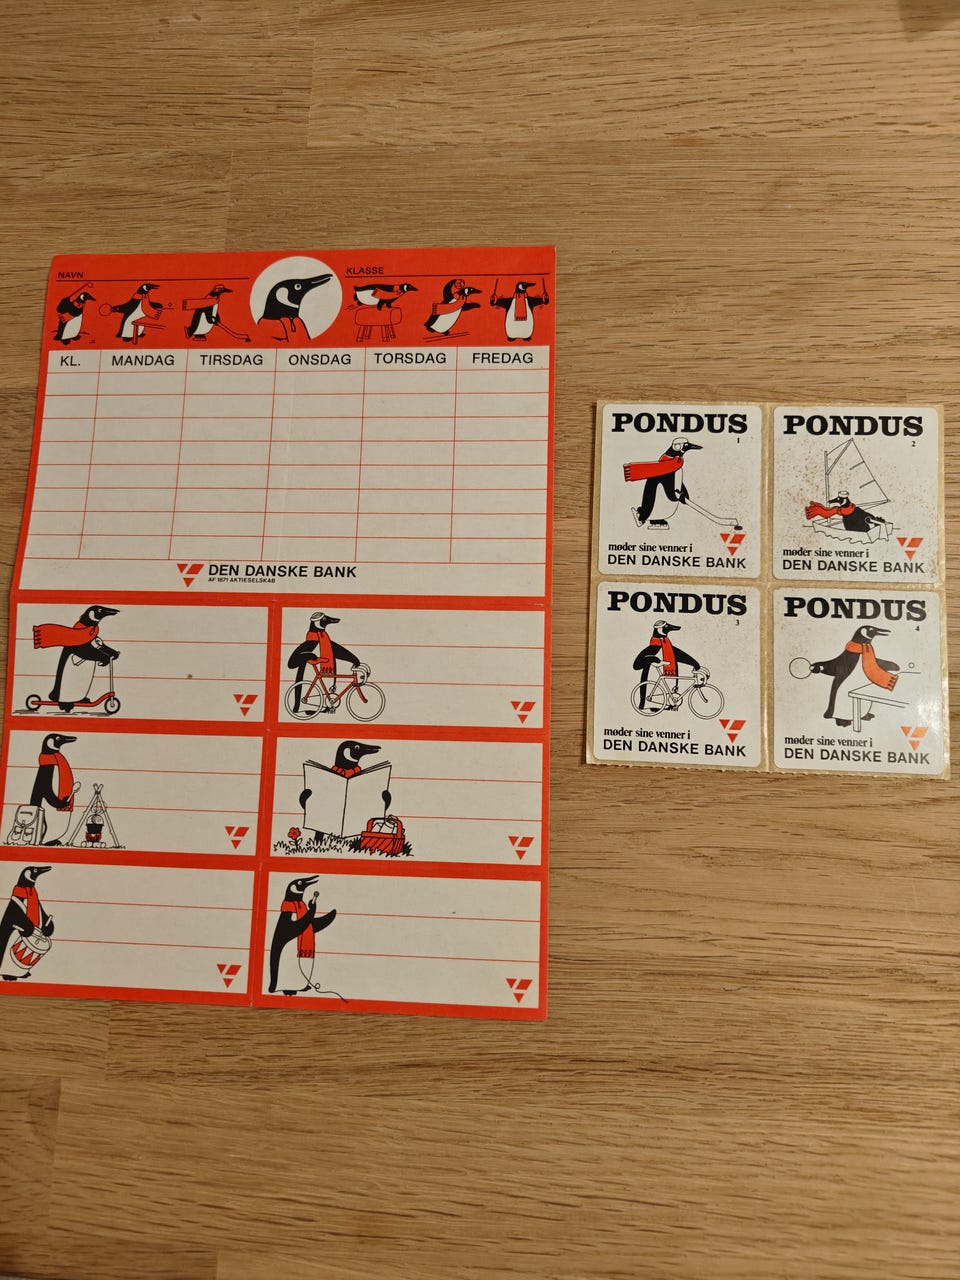 NAVN
KLASSE
KL. MANDAG TIRSDAG ONSDAG TORSDAG FREDAG
DEN DANSKE BANK
AF 1871 AKTIESELSKAB
PONDUS
1
møder sine venner i
DEN DANSKE BANK
PONDUS
2
møder sine venner i
DEN DANSKE BANK
PONDUS
3
møder sine venner i
DEN DANSKE BANK
PONDUS
4
møder sine venner i
DEN DANSKE BANK